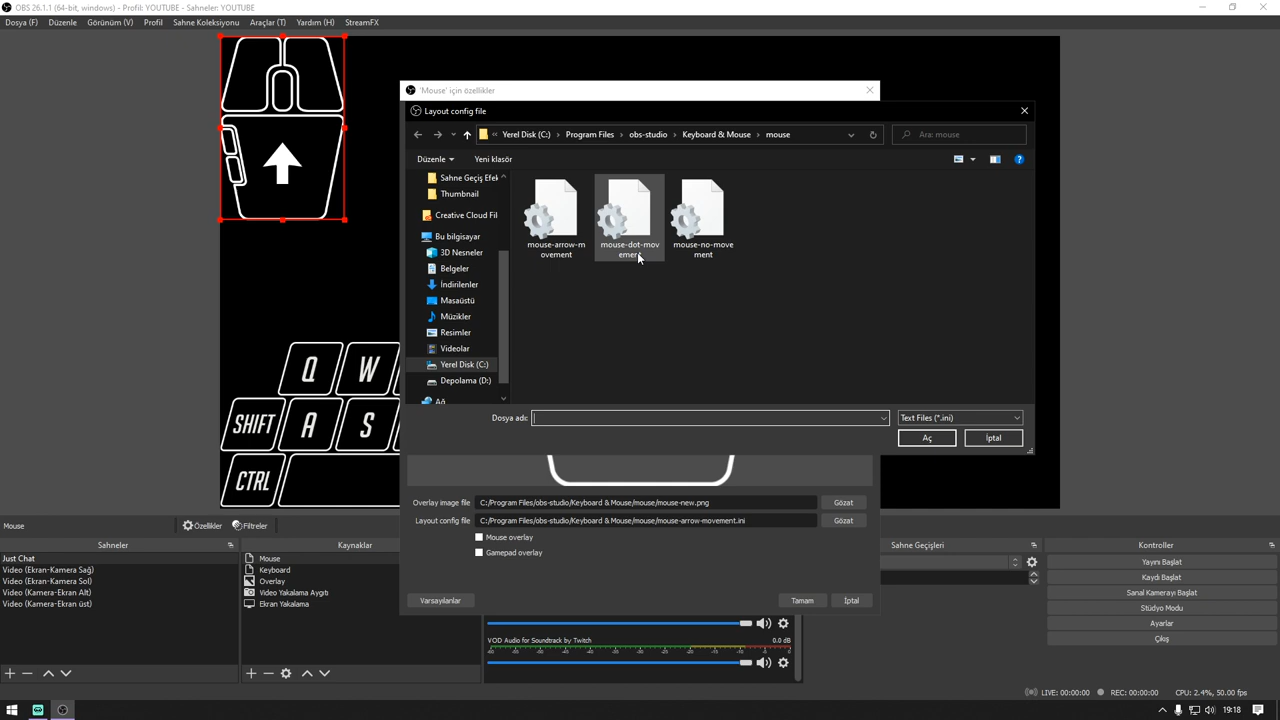 OBS 26.1.1 (64-bit, windows) - Profil: YOUTUBE - Sahneler: YOUTUBE
Dosya (F) Düzenle Görünüm (V) Profil Sahne Koleksiyonu Araçlar (T) Yardım (H) StreamFX
'Mouse' için özellikler
Layout config file
« Yerel Disk (C:) > Program Files > obs-studio > Keyboard & Mouse > mouse
Ara: mouse
Düzenle Yeni klasör
Sahne Geçiş Efek
Thumbnail
Creative Cloud Fil
Bu bilgisayar
3D Nesneler
Belgeler
İndirilenler
Masaüstü
Müzikler
Resimler
Videolar
Yerel Disk (C:)
Depolama (D:)
Ağ
mouse-arrow-m
ovement
mouse-dot-mov
ement
mouse-no-move
ment
Dosya adı:
Text Files (*.ini)
Aç İptal
Q W
SHIFT A S
CTRL
Overlay image file C:/Program Files/obs-studio/Keyboard & Mouse/mouse/mouse-new.png Gözat
Layout config file C:/Program Files/obs-studio/Keyboard & Mouse/mouse/mouse-arrow-movement.ini Gözat
Mouse overlay
Gamepad overlay
Varsayılanlar Tamam İptal
Mouse Özellikler Filtreler
Sahneler
Just Chat
Video (Ekran-Kamera Sağ)
Video (Ekran-Kamera Sol)
Video (Kamera-Ekran Alt)
Video (Kamera-Ekran üst)
Kaynaklar
Mouse
Keyboard
Overlay
Video Yakalama Aygıtı
Ekran Yakalama
VOD Audio for Soundtrack by Twitch 0.0 dB
Sahne Geçişleri
Kontroller
Yayını Başlat
Kaydı Başlat
Sanal Kamerayı Başlat
Stüdyo Modu
Ayarlar
Çıkış
LIVE: 00:00:00 REC: 00:00:00 CPU: 2.4%, 50.00 fps
19:18